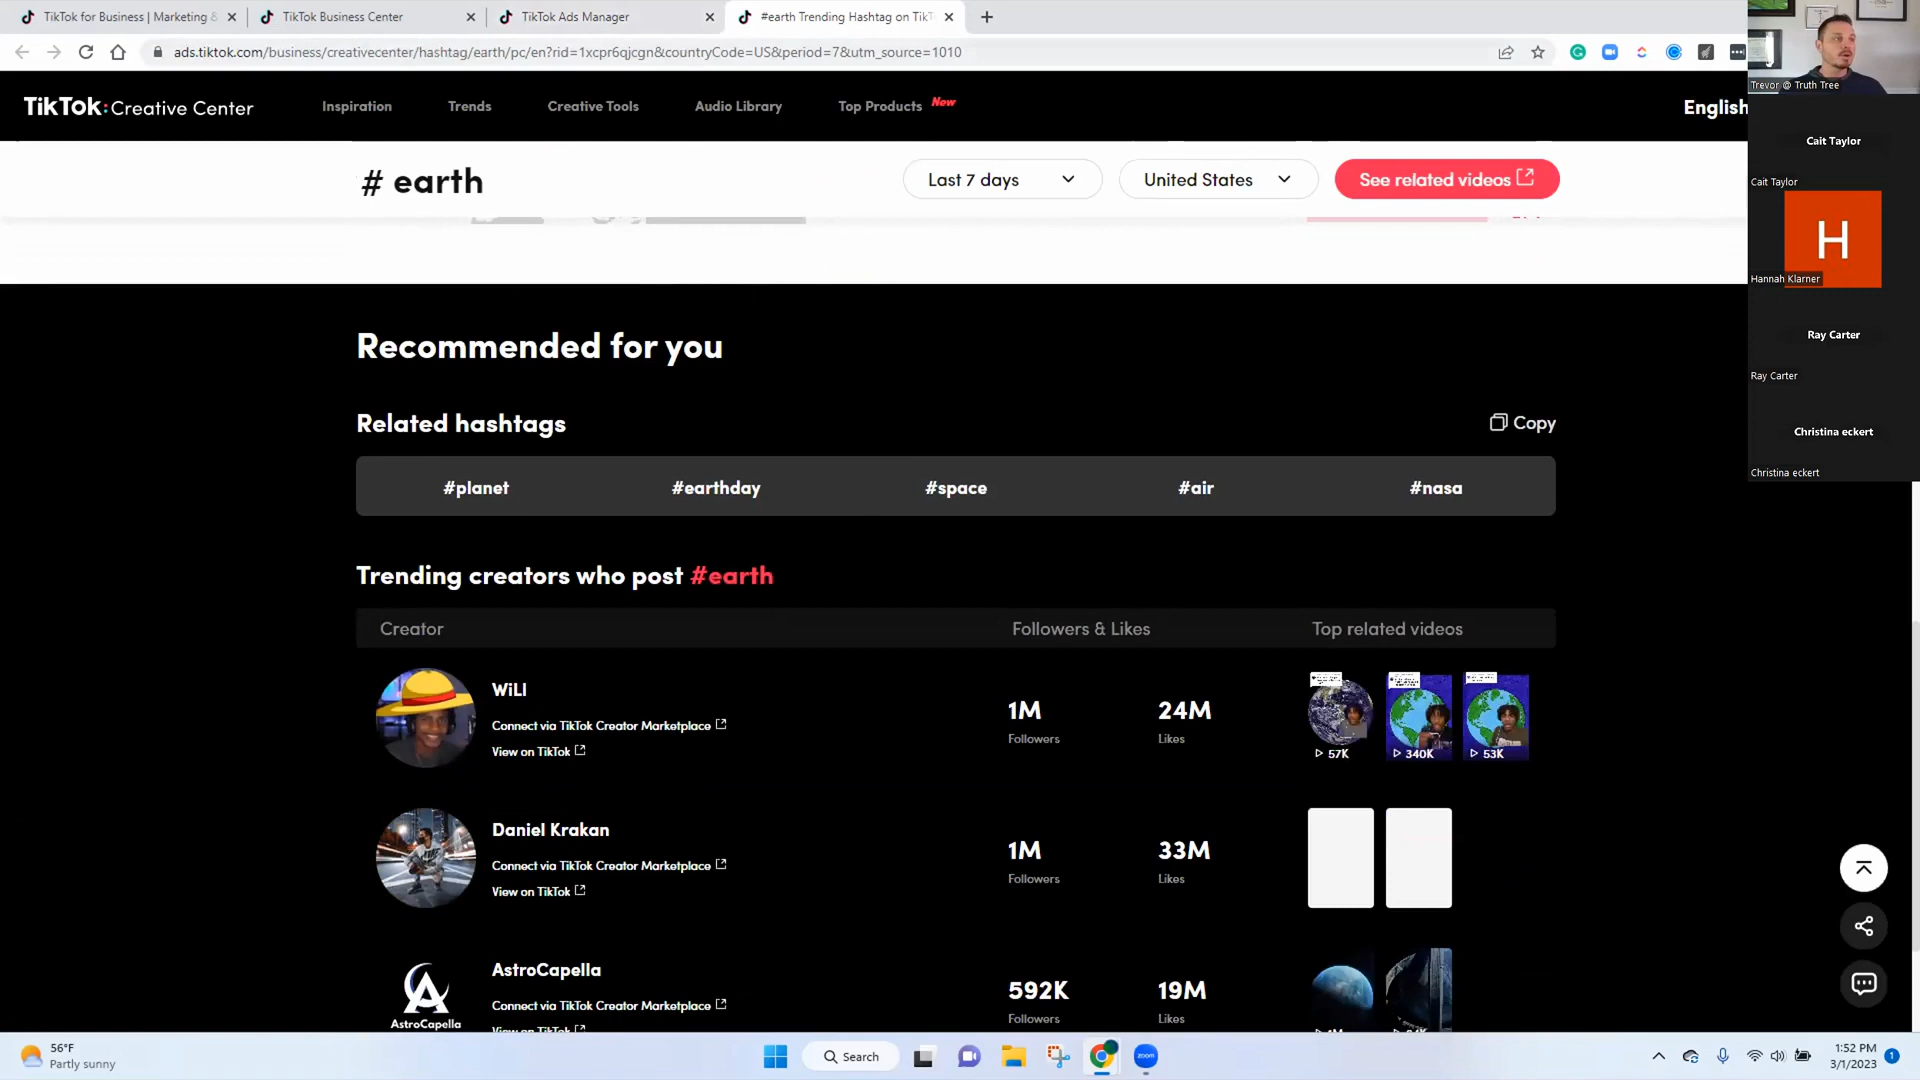 TikTok for Business | Marketing &
TikTok Business Center
TikTok Ads Manager
#earth Trending Hashtag on TikT
ads.tiktok.com/business/creativecenter/hashtag/earth/pc/en?rid=1xcpr6qjcgn&countryCode=US&period=7&utm_source=1010
Trevor @ Truth Tree
TikTok: Creative Center
Inspiration
Trends
Creative Tools
Audio Library
Top Products
New
English
Cait Taylor
Cait Taylor
# earth
Last 7 days
United States
See related videos
H
Hannah Klarner
Ray Carter
Ray Carter
Christina eckert
Christina eckert
Recommended for you
Related hashtags
Copy
#planet
#earthday
#space
#air
#nasa
Trending creators who post #earth
Creator
Followers & Likes
Top related videos
WiLl
Connect via TikTok Creator Marketplace
View on TikTok
1M
Followers
24M
Likes
57K
340K
53K
Daniel Krakan
Connect via TikTok Creator Marketplace
View on TikTok
1M
Followers
33M
Likes
A
AstroCapella
AstroCapella
Connect via TikTok Creator Marketplace
View on TikTok
592K
Followers
19M
Likes
56°F
Partly sunny
Search
zoom
1:52 PM
3/1/2023
1